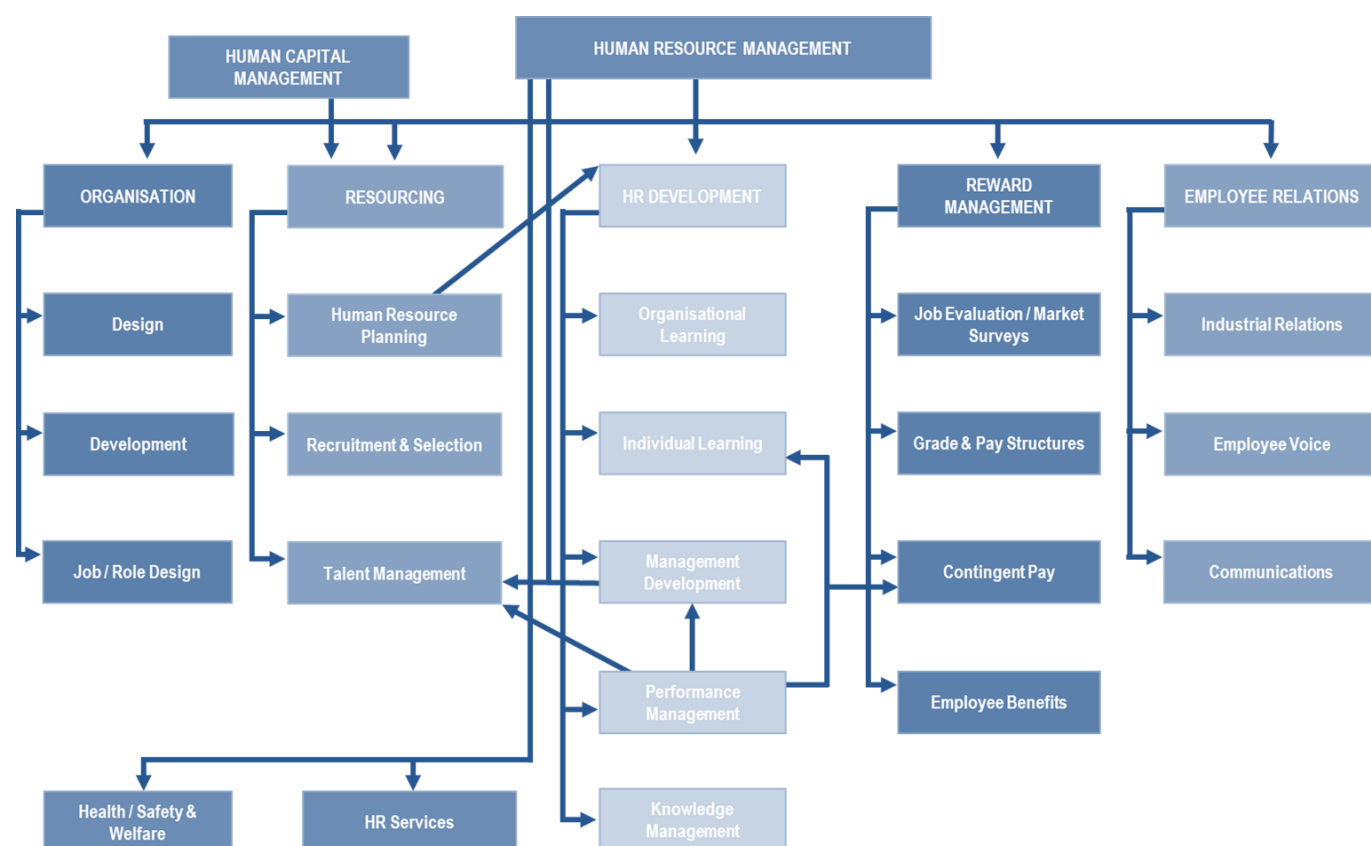 HUMAN CAPITAL
MANAGEMENT
HUMAN RESOURCE MANAGEMENT
ORGANISATION
RESOURCING
HR DEVELOPMENT
REWARD
MANAGEMENT
EMPLOYEE RELATIONS
Design
Human Resource
Planning
Organisational
Learning
Job Evaluation / Market
Surveys
Industrial Relations
Development
Recruitment & Selection
Individual Learning
Grade & Pay Structures
Employee Voice
Job / Role Design
Talent Management
Management
Development
Contingent Pay
Communications
Performance
Management
Employee Benefits
Health / Safety &
Welfare
HR Services
Knowledge
Management